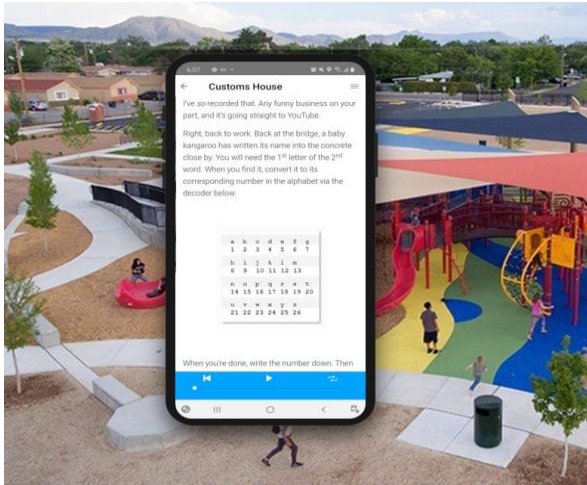 6:07
Customs House
I've so recorded that. Any funny business on your
part, and it's going straight to YouTube.
Right, back to work. Back at the bridge, a baby
kangaroo has written its name into the concrete
close by. You will need the 1st letter of the 2nd
word. When you find it, convert it to its
corresponding number in the alphabet via the
decoder below.
a b c d e f g
1 2 3 4 5 6 7
h i j k l m
8 9 10 11 12 13
n o p q r s t
14 15 16 17 18 19 20
u v w x y z
21 22 23 24 25 26
When you're done, write the number down. Then